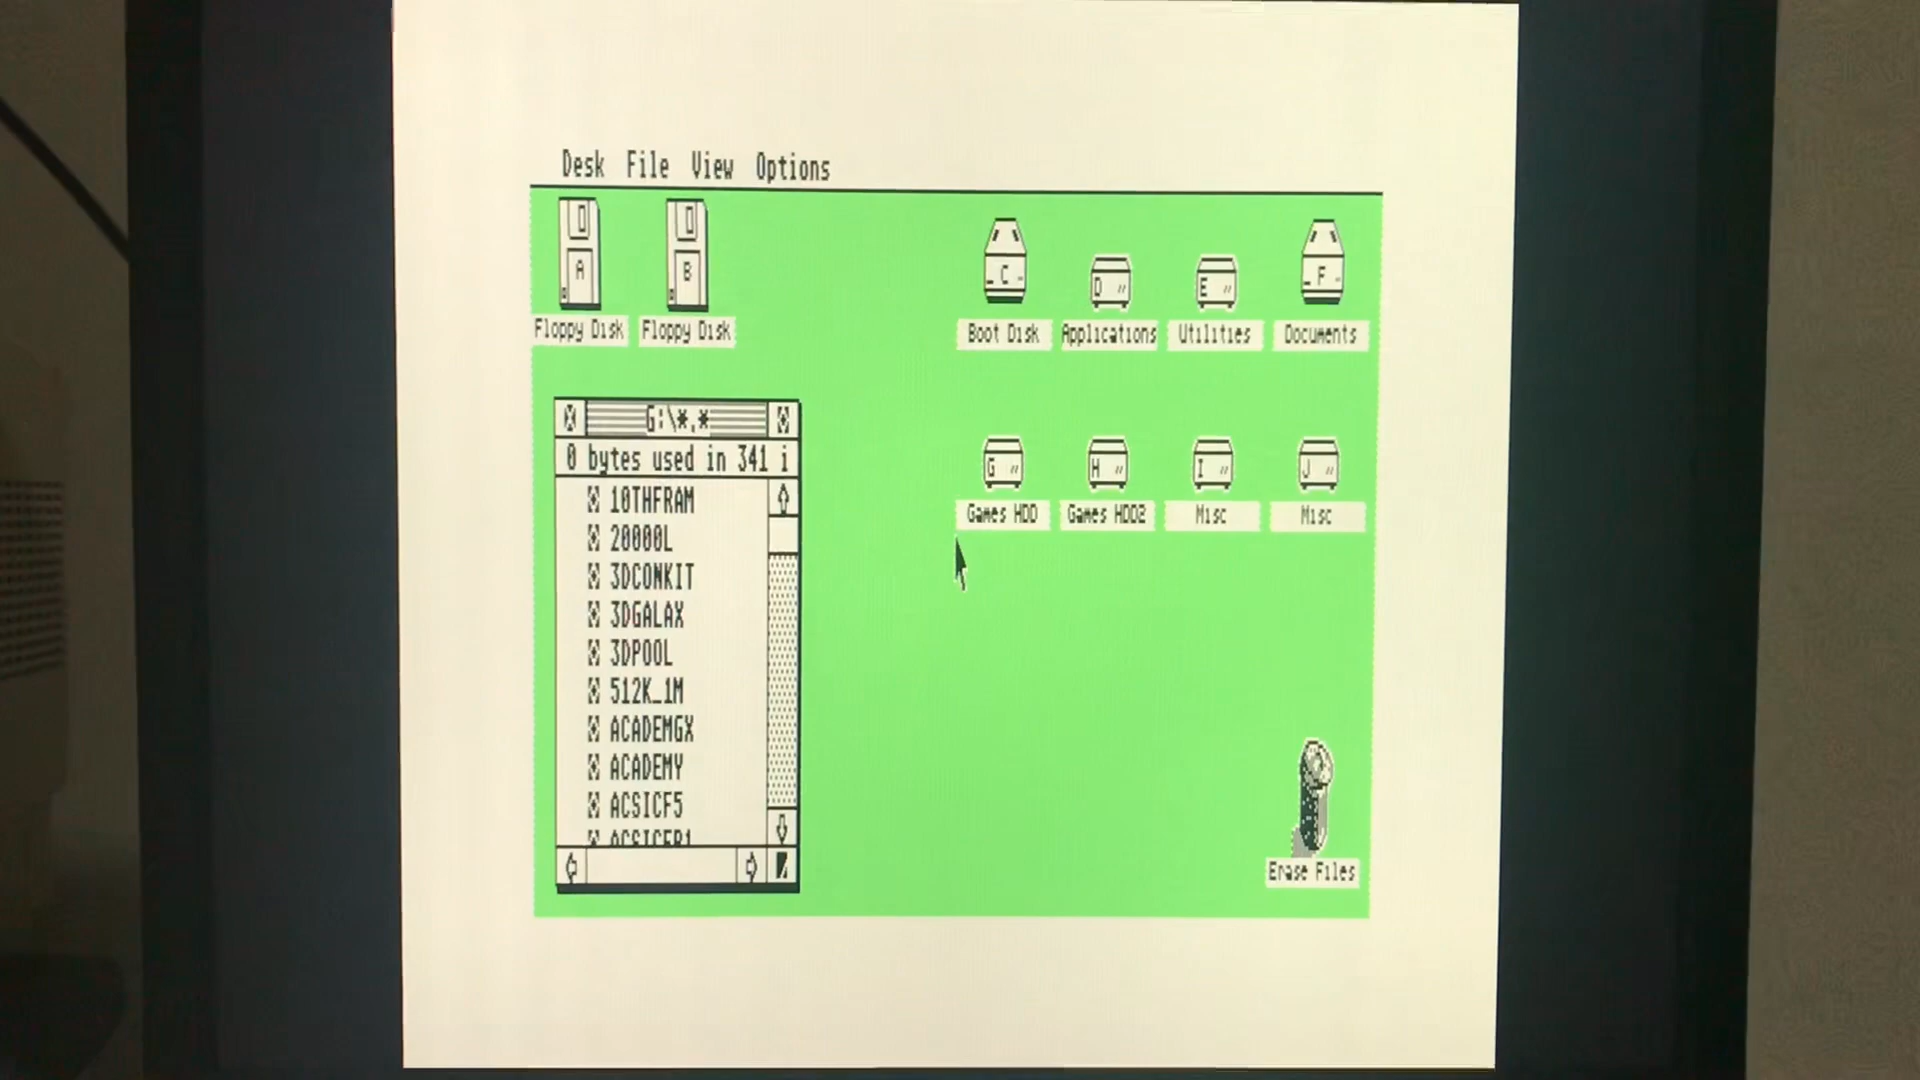 Desk File View Options
A
B
C
D
E
F
Floppy Disk
Floppy Disk
Boot Disk
Applications
Utilities
Documents
G:\*.*
0 bytes used in 341 i
10THFRAM
20000L
3DCONKIT
3DGALAX
3DPOOL
512K_1M
ACADEMGX
ACADEMY
ACSICF5
G
H
I
J
Games HDD
Games HDD2
Misc
Misc
Erase Files